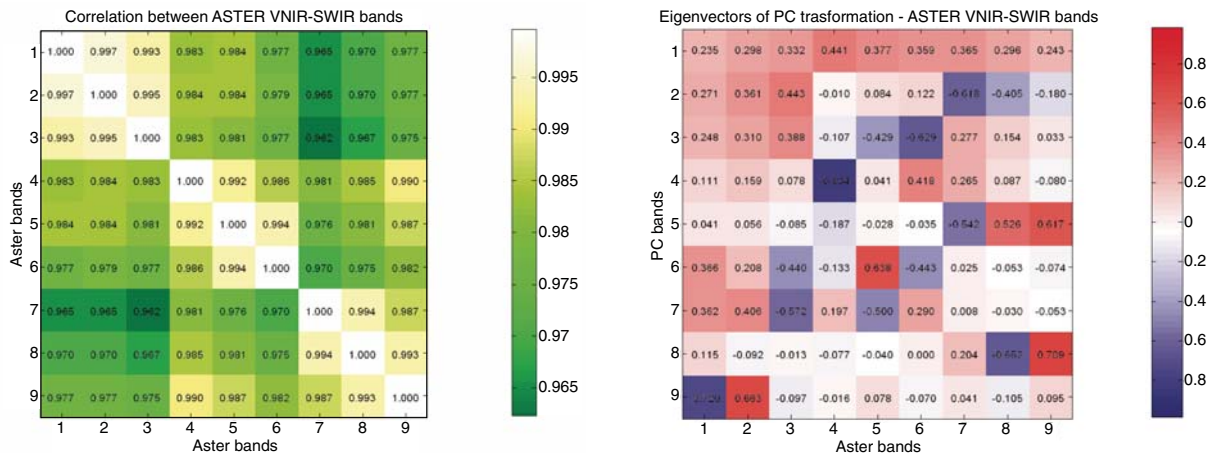 Correlation between ASTER VNIR-SWIR bands
1 1.000 0.997 0.993 0.983 0.984 0.977 0.965 0.970 0.977
2 0.997 1.000 0.995 0.984 0.984 0.979 0.965 0.970 0.977
3 0.993 0.995 1.000 0.983 0.981 0.977 0.962 0.967 0.975
4 0.983 0.984 0.983 1.000 0.992 0.986 0.981 0.985 0.990
5 0.984 0.984 0.981 0.992 1.000 0.994 0.976 0.981 0.987
6 0.977 0.979 0.977 0.986 0.994 1.000 0.970 0.975 0.982
7 0.965 0.965 0.962 0.981 0.976 0.970 1.000 0.994 0.987
8 0.970 0.970 0.967 0.985 0.981 0.975 0.994 1.000 0.993
9 0.977 0.977 0.975 0.990 0.987 0.982 0.987 0.993 1.000
1 2 3 4 5 6 7 8 9
Aster bands
Aster bands
0.995
0.99
0.985
0.98
0.975
0.97
0.965
Eigenvectors of PC trasformation - ASTER VNIR-SWIR bands
1 0.235 0.298 0.332 0.441 0.377 0.359 0.365 0.296 0.243
2 0.271 0.361 0.443 -0.010 0.084 0.122 -0.618 -0.405 -0.180
3 0.248 0.310 0.388 -0.107 -0.429 -0.629 0.277 0.154 0.033
4 0.111 0.159 0.078 0.041 0.418 0.265 0.087 -0.080
5 0.041 0.056 -0.085 -0.187 -0.028 -0.035 -0.542 0.526 0.617
6 0.366 0.208 -0.440 -0.133 0.638 -0.443 0.025 -0.053 -0.074
7 0.362 0.406 -0.572 0.197 -0.500 0.290 0.008 -0.030 -0.053
8 0.115 -0.092 -0.013 -0.077 -0.040 0.000 0.204 0.709
9 0.663 -0.097 -0.016 0.078 -0.070 0.041 -0.105 0.095
1 2 3 4 5 6 7 8 9
Aster bands
PC bands
0.8
0.6
0.4
0.2
0
0.2
0.4
0.6
0.8